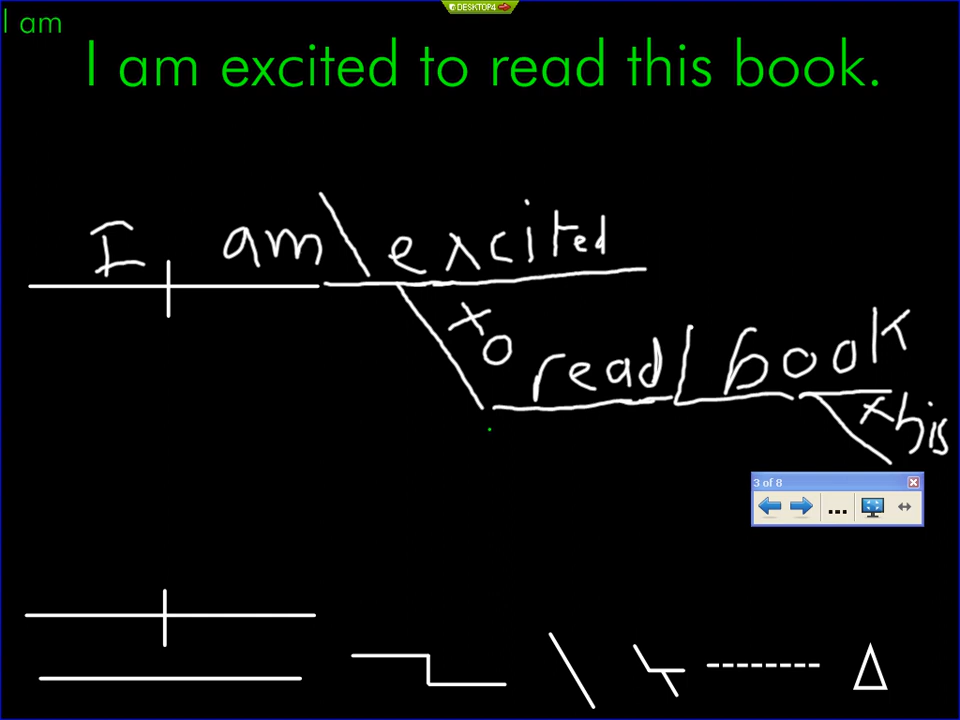 DESKTOP4
I am
I am excited to read this book.
I am excited
to read book
this
3 of 8
...